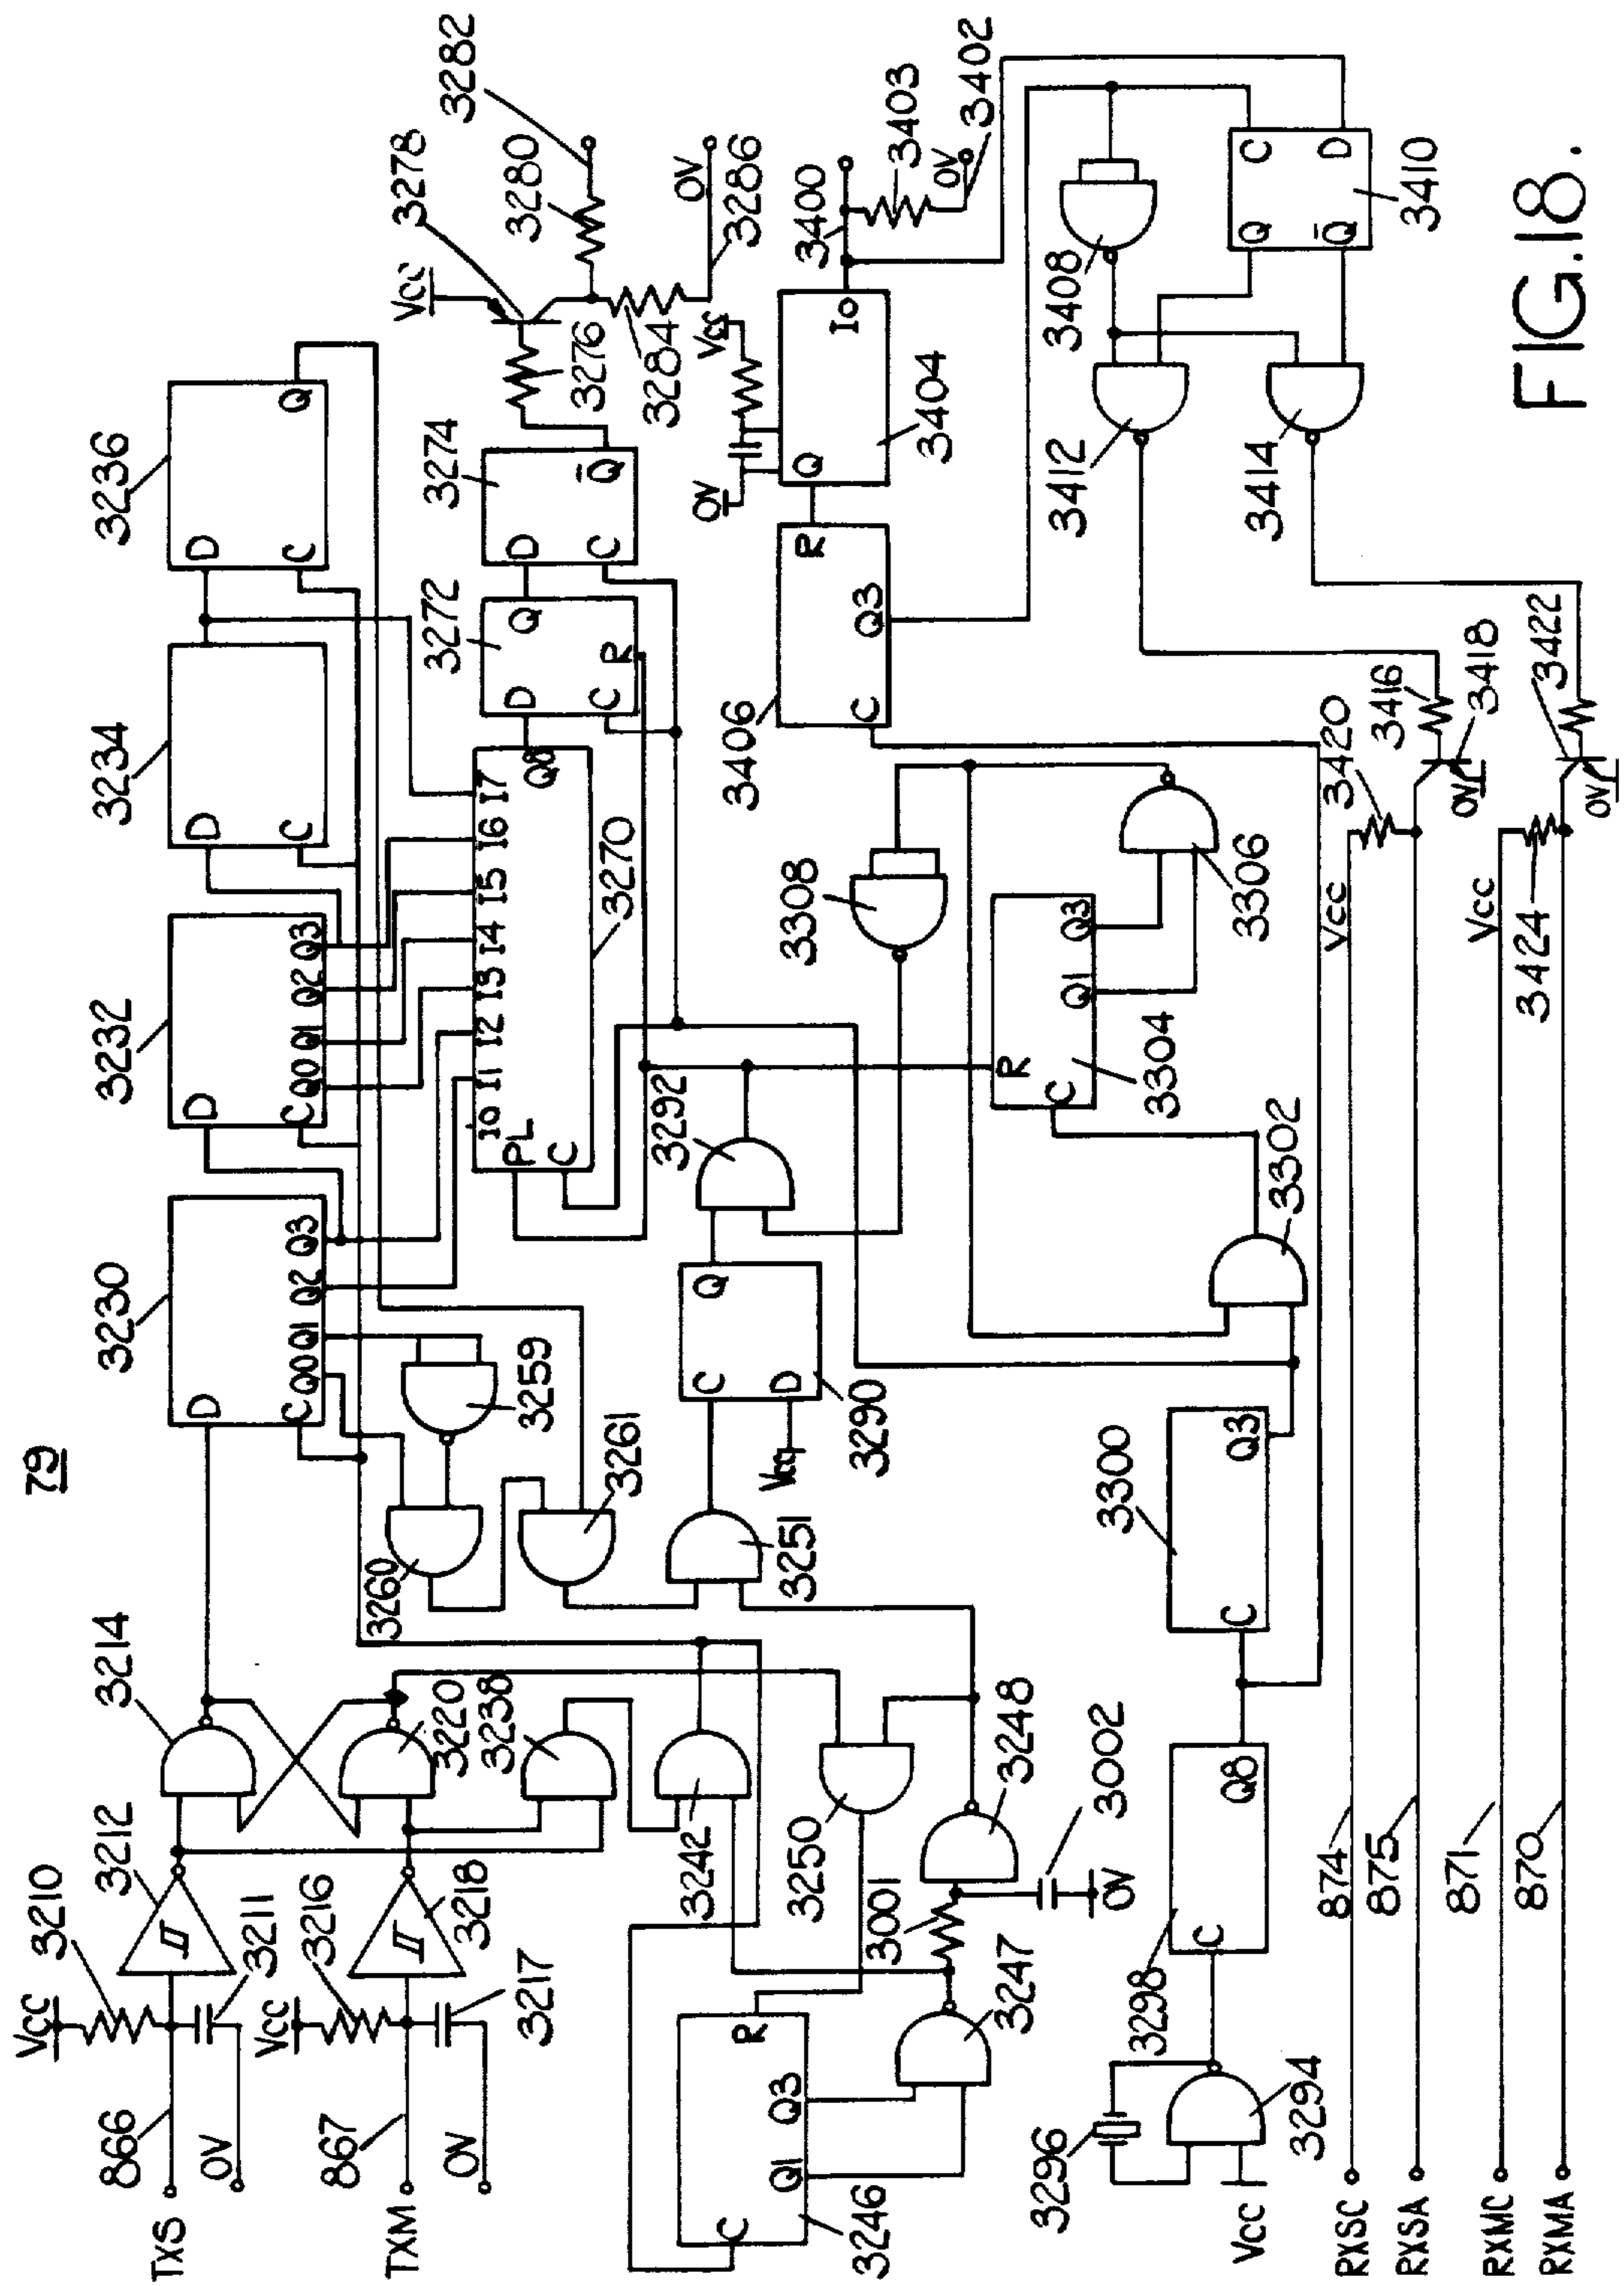 79
3210
3212
3214
3230
3232
3234
3236
VCC
866
TXS
0V
3211
D
C
Q0
Q1
Q2
Q3
D
C
Q0
Q1
Q2
Q3
D
C
D
C
Q
VCC
3216
3218
3220
867
TXM
0V
3217
3238
3260
3259
3261
I0
I1
I2
I3
I4
I5
I6
I7
PL
C
Q8
3270
3272
D
Q
C
R
3274
D
Q̄
C
3276
VCC
3278
3280
3282
3284
0V
3286
3242
3250
3251
3246
C
Q1
Q3
R
3247
3001
3248
3002
0V
C
D
Q
VCC
3290
3292
3308
R
C
Q1
Q3
3304
3306
3302
0V
VCC
Q
I0
3404
3400
3403
0V
3402
3406
R
C
Q3
3408
Q
C
Q̄
D
3410
3412
3414
3296
VCC
3294
3298
C
Q8
3300
C
Q3
RXSC
874
VCC
3420
3416
3418
0V
RXSA
875
RXMC
871
VCC
3424
3422
0V
RXMA
870
FIG.18.